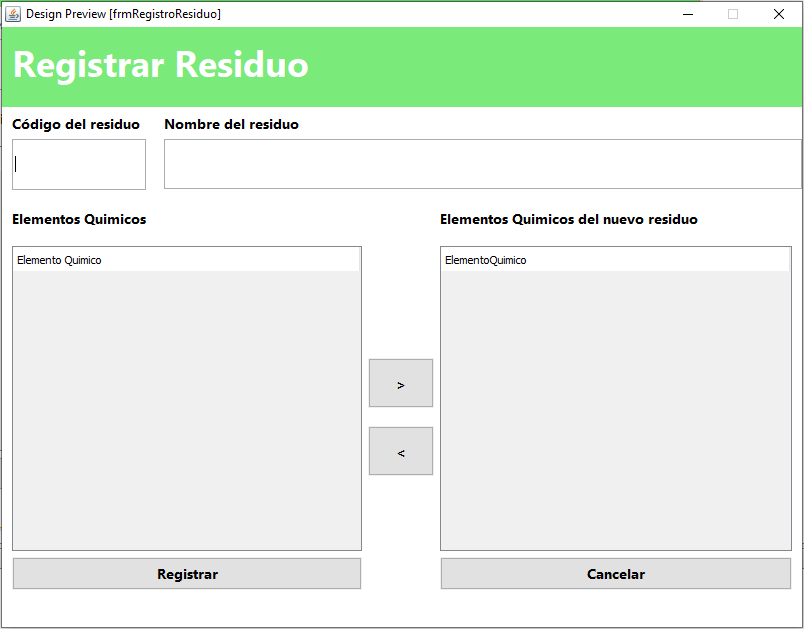 Design Preview [frmRegistroResiduo]
Registrar Residuo
Código del residuo
Nombre del residuo
Elementos Quimicos
Elementos Quimicos del nuevo residuo
Elemento Quimico
ElementoQuimico
>
<
Registrar
Cancelar